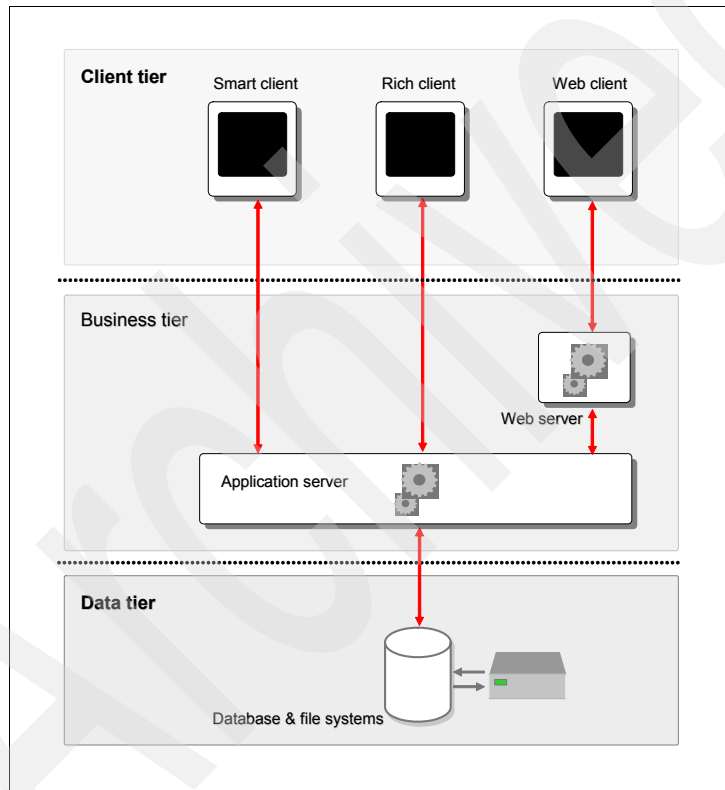 Client tier
Smart client
Rich client
Web client
Business tier
Web server
Application server
Data tier
Database & file systems
Archived